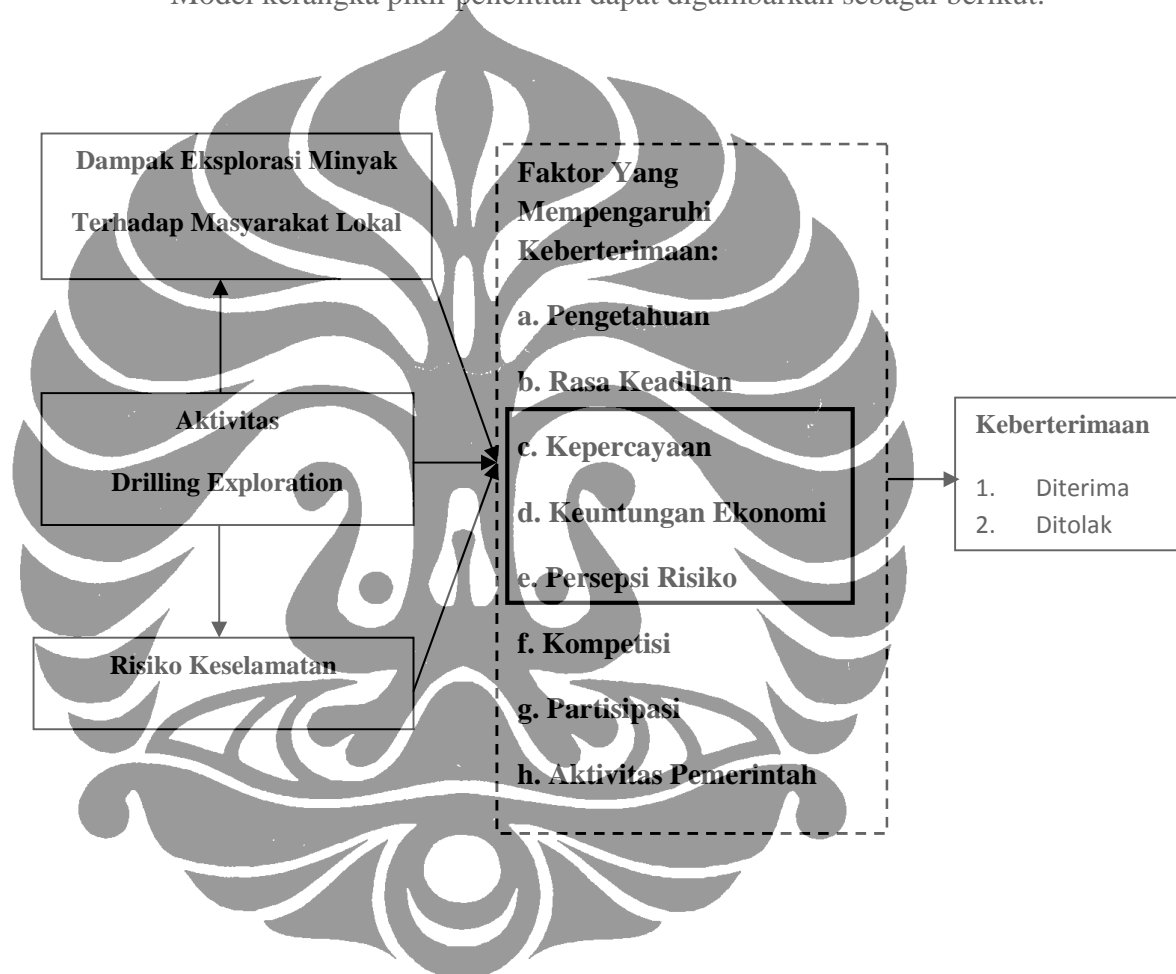 Model kerangka pikir penelitian dapat digambarkan sebagai berikut:
Dampak Eksplorasi Minyak
Terhadap Masyarakat Lokal
Aktivitas
Drilling Exploration
Risiko Keselamatan
Faktor Yang
Mempengaruhi
Keberterimaan:
a. Pengetahuan
b. Rasa Keadilan
c. Kepercayaan
d. Keuntungan Ekonomi
e. Persepsi Risiko
f. Kompetisi
g. Partisipasi
h. Aktivitas Pemerintah
Keberterimaan
1. Diterima
2. Ditolak